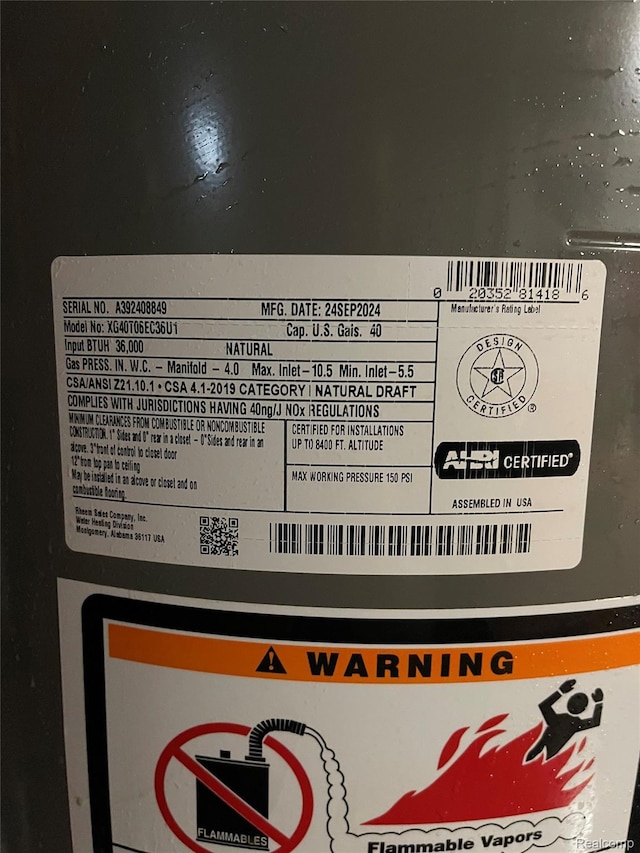 SERIAL NO. A392408849 MFG. DATE: 24SEP2024
Model No: XG40T06EC36U1 Cap. U.S. Gals. 40
Input BTUH 36,000 NATURAL
Gas PRESS. IN. W.C. - Manifold - 4.0 Max. Inlet-10.5 Min. Inlet-5.5
CSA/ANSI Z21.10.1 • CSA 4.1-2019 CATEGORY I NATURAL DRAFT
COMPLIES WITH JURISDICTIONS HAVING 40ng/J NOx REGULATIONS
MINIMUM CLEARANCES FROM COMBUSTIBLE OR NONCOMBUSTIBLE
CONSTRUCTION. 1" Sides and 0" rear in a closet - 0" Sides and rear in an
alcove. 3" front of control to closet door
12" from top pan to ceiling
May be installed in an alcove or closet and on
combustible flooring.
CERTIFIED FOR INSTALLATIONS
UP TO 8400 FT. ALTITUDE
MAX WORKING PRESSURE 150 PSI
Rheem Sales Company, Inc.
Water Heating Division
Montgomery, Alabama 36117 USA
0 20352 81418 6
Manufacturer's Rating Label
DESIGN
CERTIFIED ®
AHRI CERTIFIED®
ASSEMBLED IN USA
WARNING
FLAMMABLES
Flammable Vapors
Realcomp